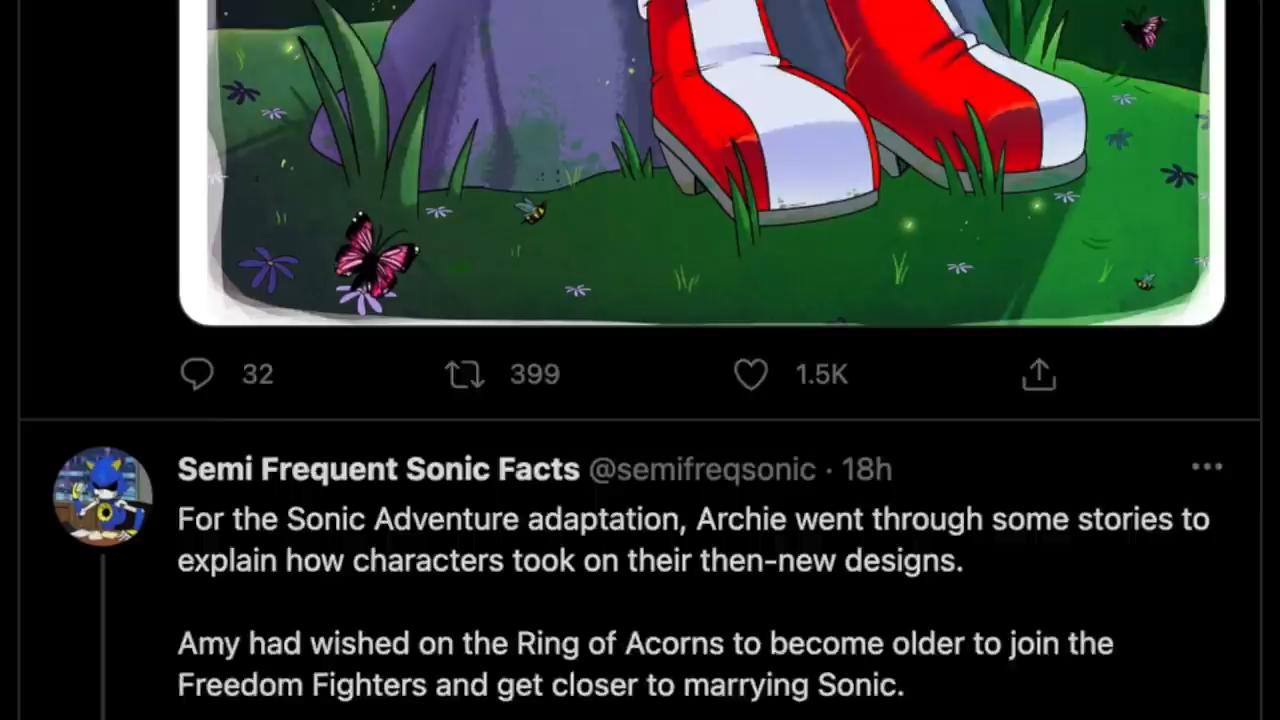 32 399 1.5K
Semi Frequent Sonic Facts @semifreqsonic · 18h
For the Sonic Adventure adaptation, Archie went through some stories to
explain how characters took on their then-new designs.
Amy had wished on the Ring of Acorns to become older to join the
Freedom Fighters and get closer to marrying Sonic.